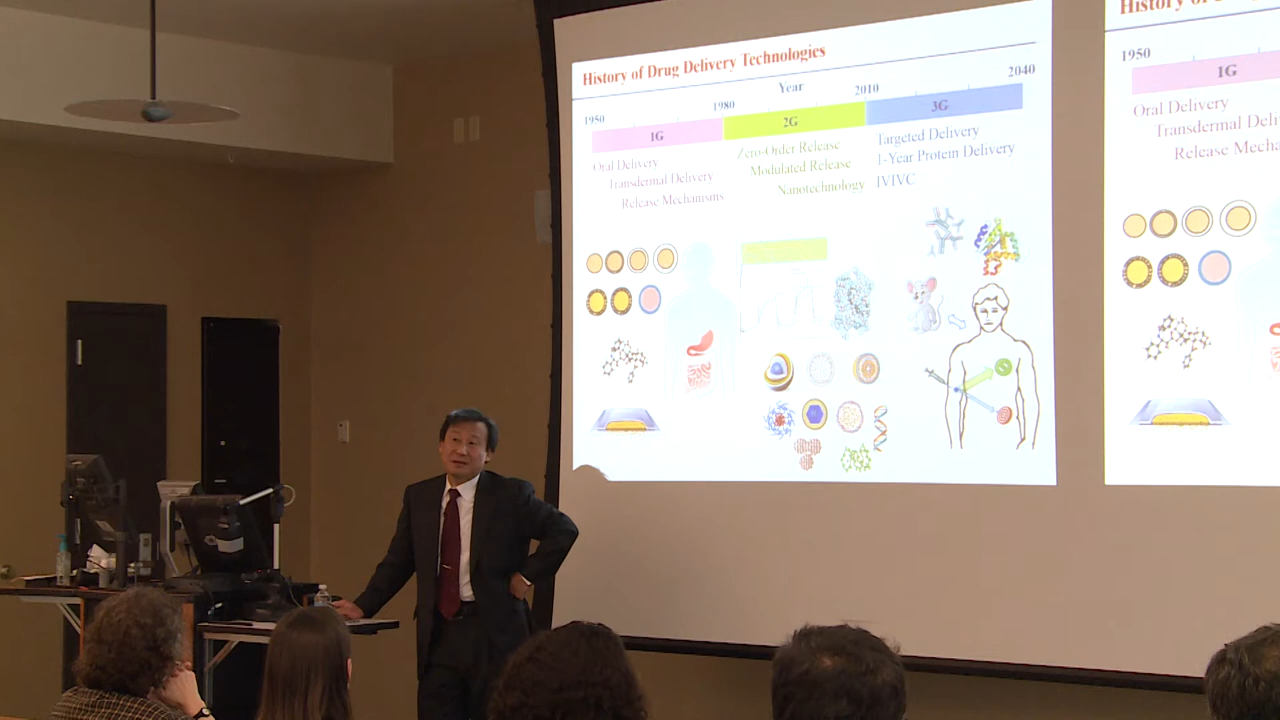 History of Drug Delivery Technologies
Year
1950 1980 2010 2040
1G 2G 3G
Oral Delivery
Transdermal Delivery
Release Mechanisms
Zero-Order Release
Modulated Release
Nanotechnology
Targeted Delivery
1-Year Protein Delivery
IVIVC
History of
1950
1G
Oral Delivery
Transdermal Deli
Release Mecha